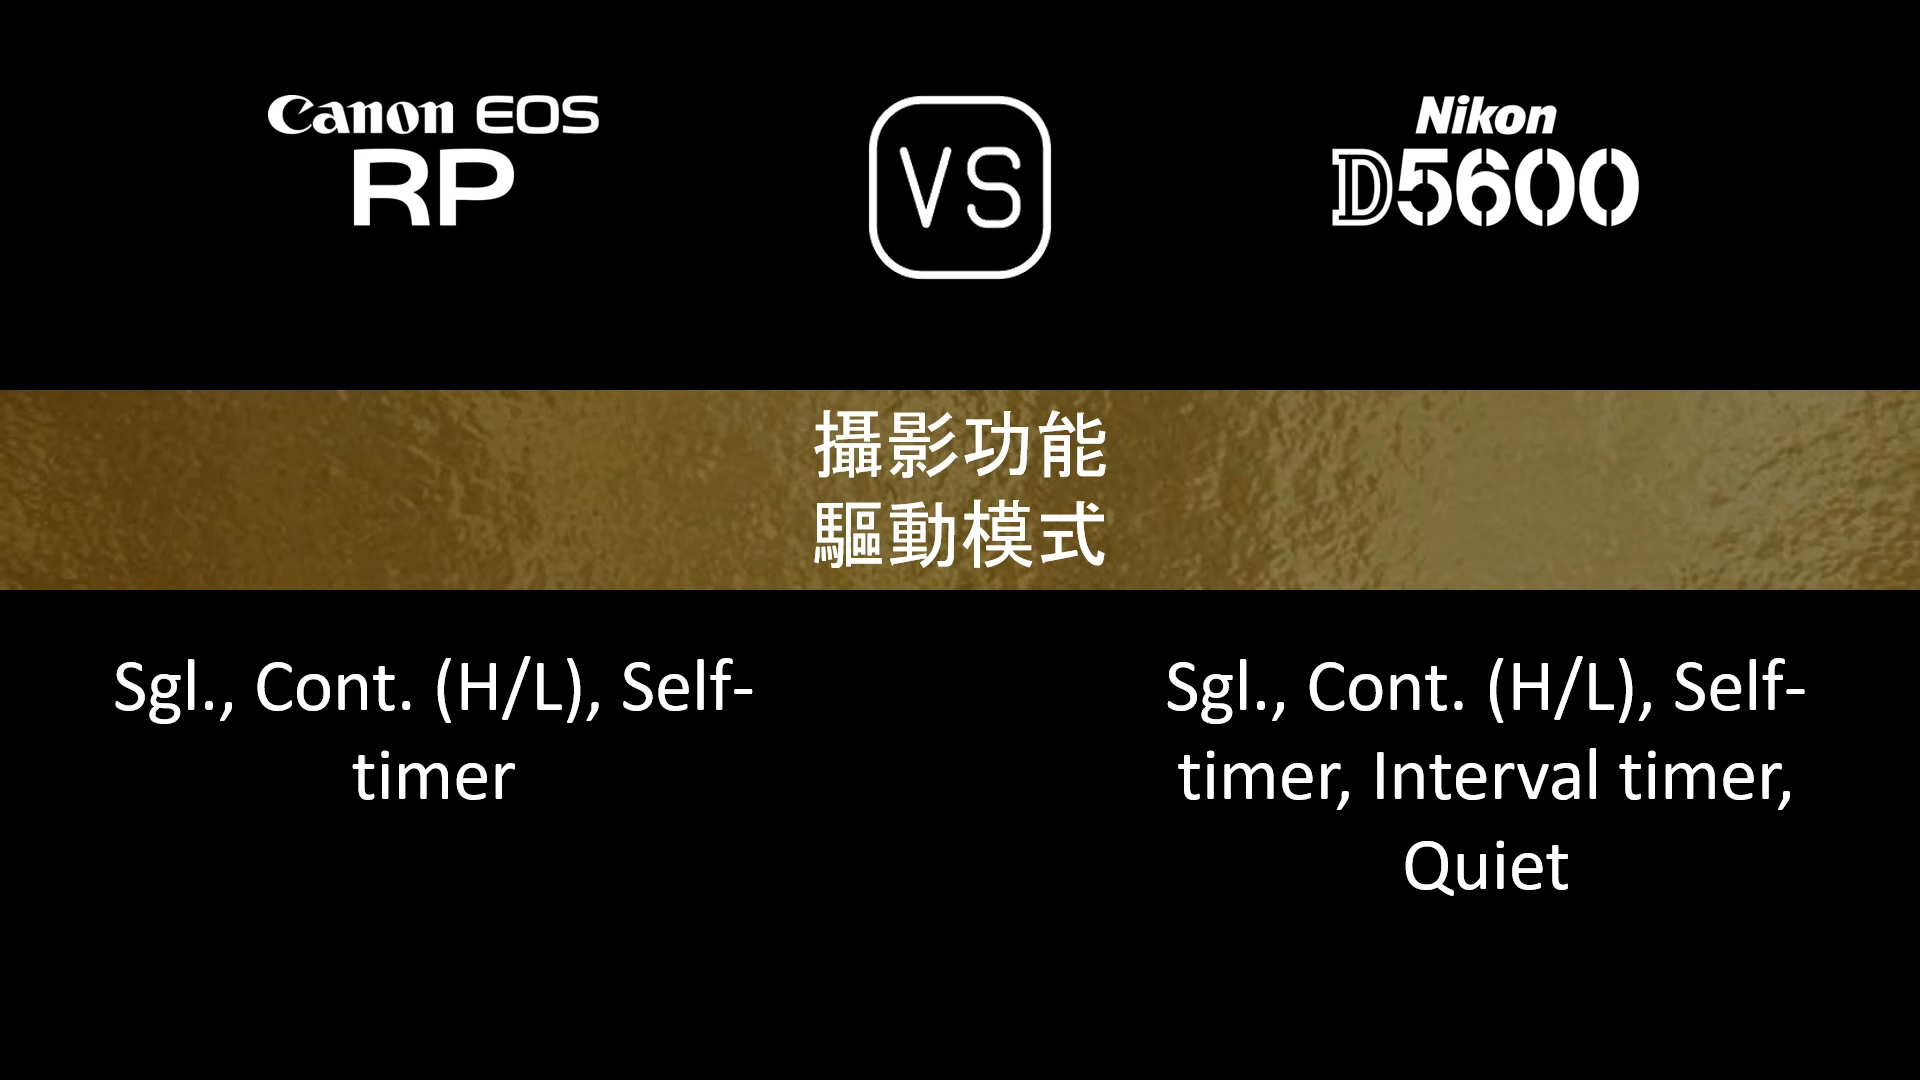 Canon EOS
RP
VS
Nikon
D5600
攝影功能
驅動模式
Sgl., Cont. (H/L), Self-
timer
Sgl., Cont. (H/L), Self-
timer, Interval timer,
Quiet